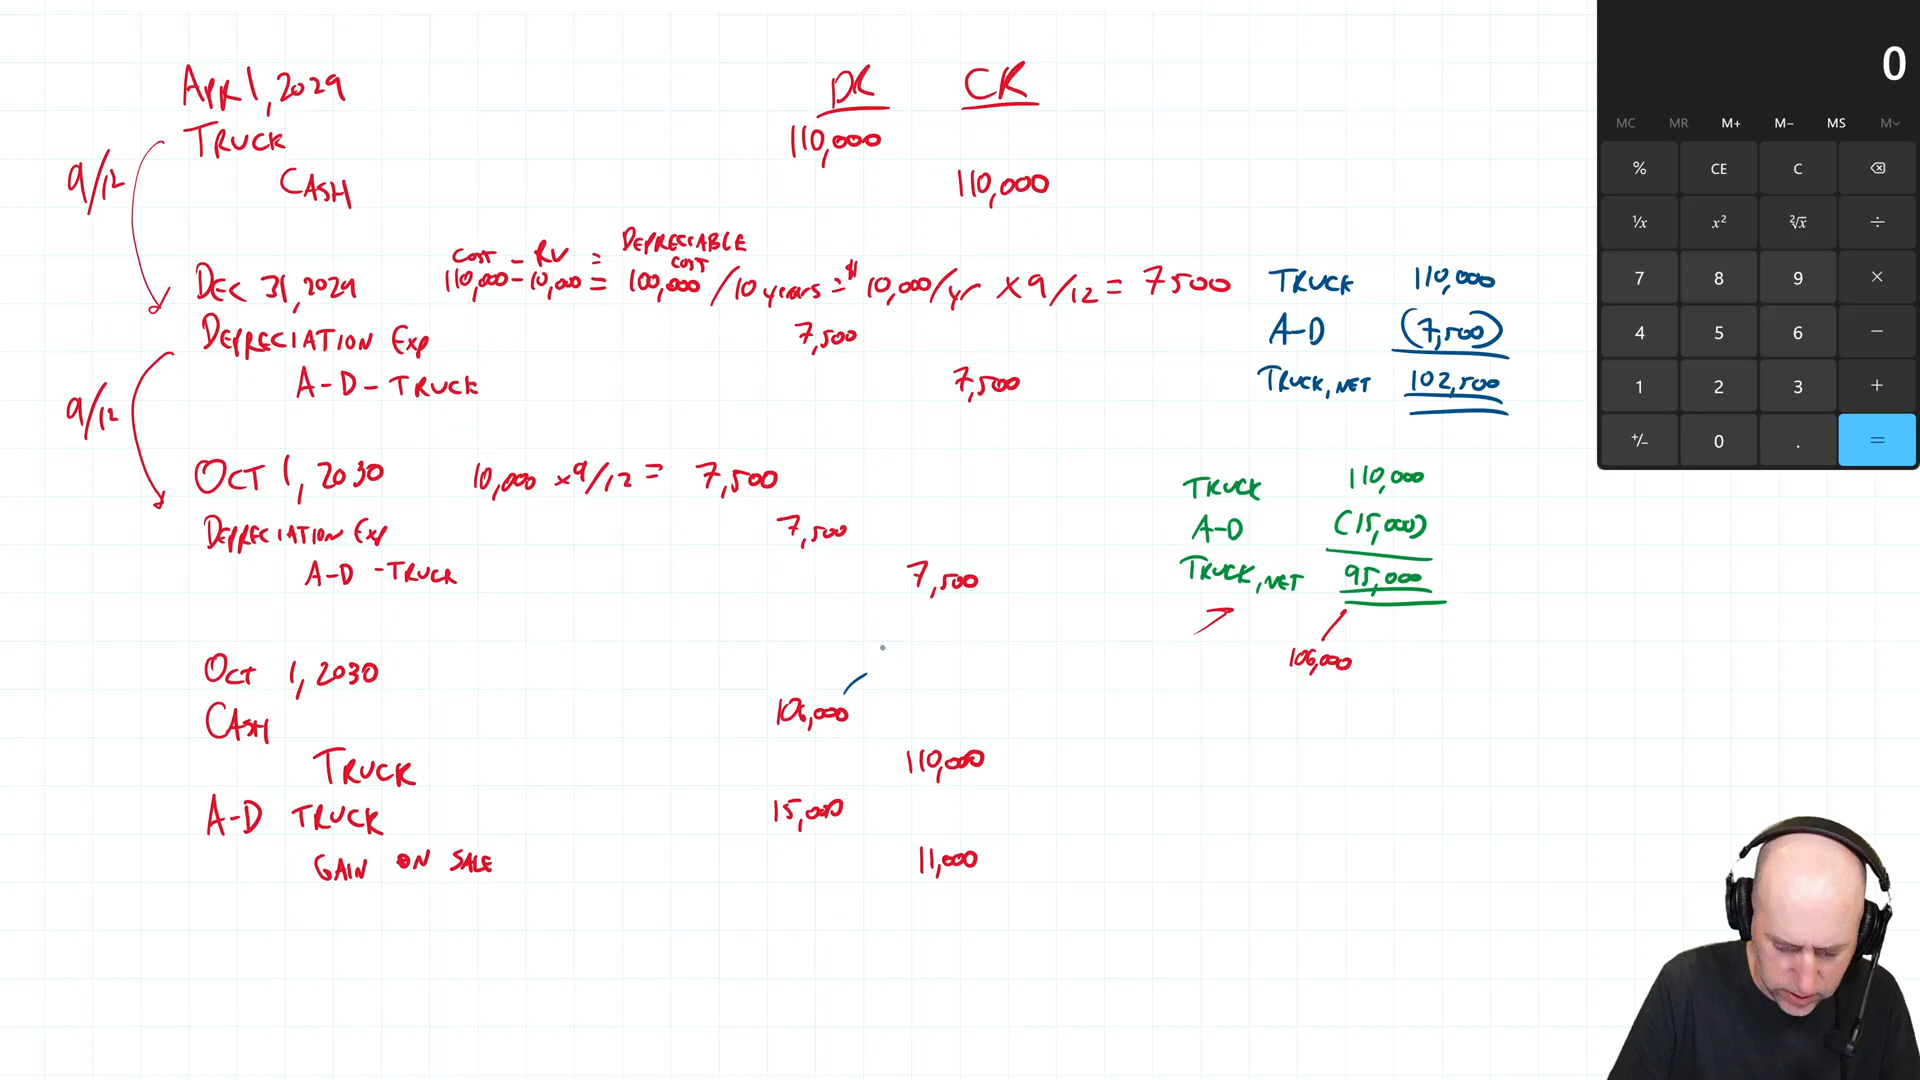 APR 1, 2029 DR CR
TRUCK 110,000
9/12
CASH 110,000
COST - RV = DEPRECIABLE COST
DEC 31, 2029 110,000 - 10,000 = 100,000 / 10 years = $ 10,000/yr × 9/12 = 7500
DEPRECIATION EXP 7,500
A-D - TRUCK 7,500
TRUCK 110,000
A-D (7,500)
TRUCK, NET 102,500
9/12
OCT 1, 2030 10,000 × 9/12 = 7,500
DEPRECIATION EXP 7,500
A-D - TRUCK 7,500
TRUCK 110,000
A-D (15,000)
TRUCK, NET 95,000
106,000
OCT 1, 2030
CASH 106,000
TRUCK 110,000
A-D TRUCK 15,000
GAIN ON SALE 11,000
0
MC MR M+ M- MS M˅
% CE C ⌫
1/x x² ²√x ÷
7 8 9 ×
4 5 6 −
1 2 3 +
+/- 0 . =